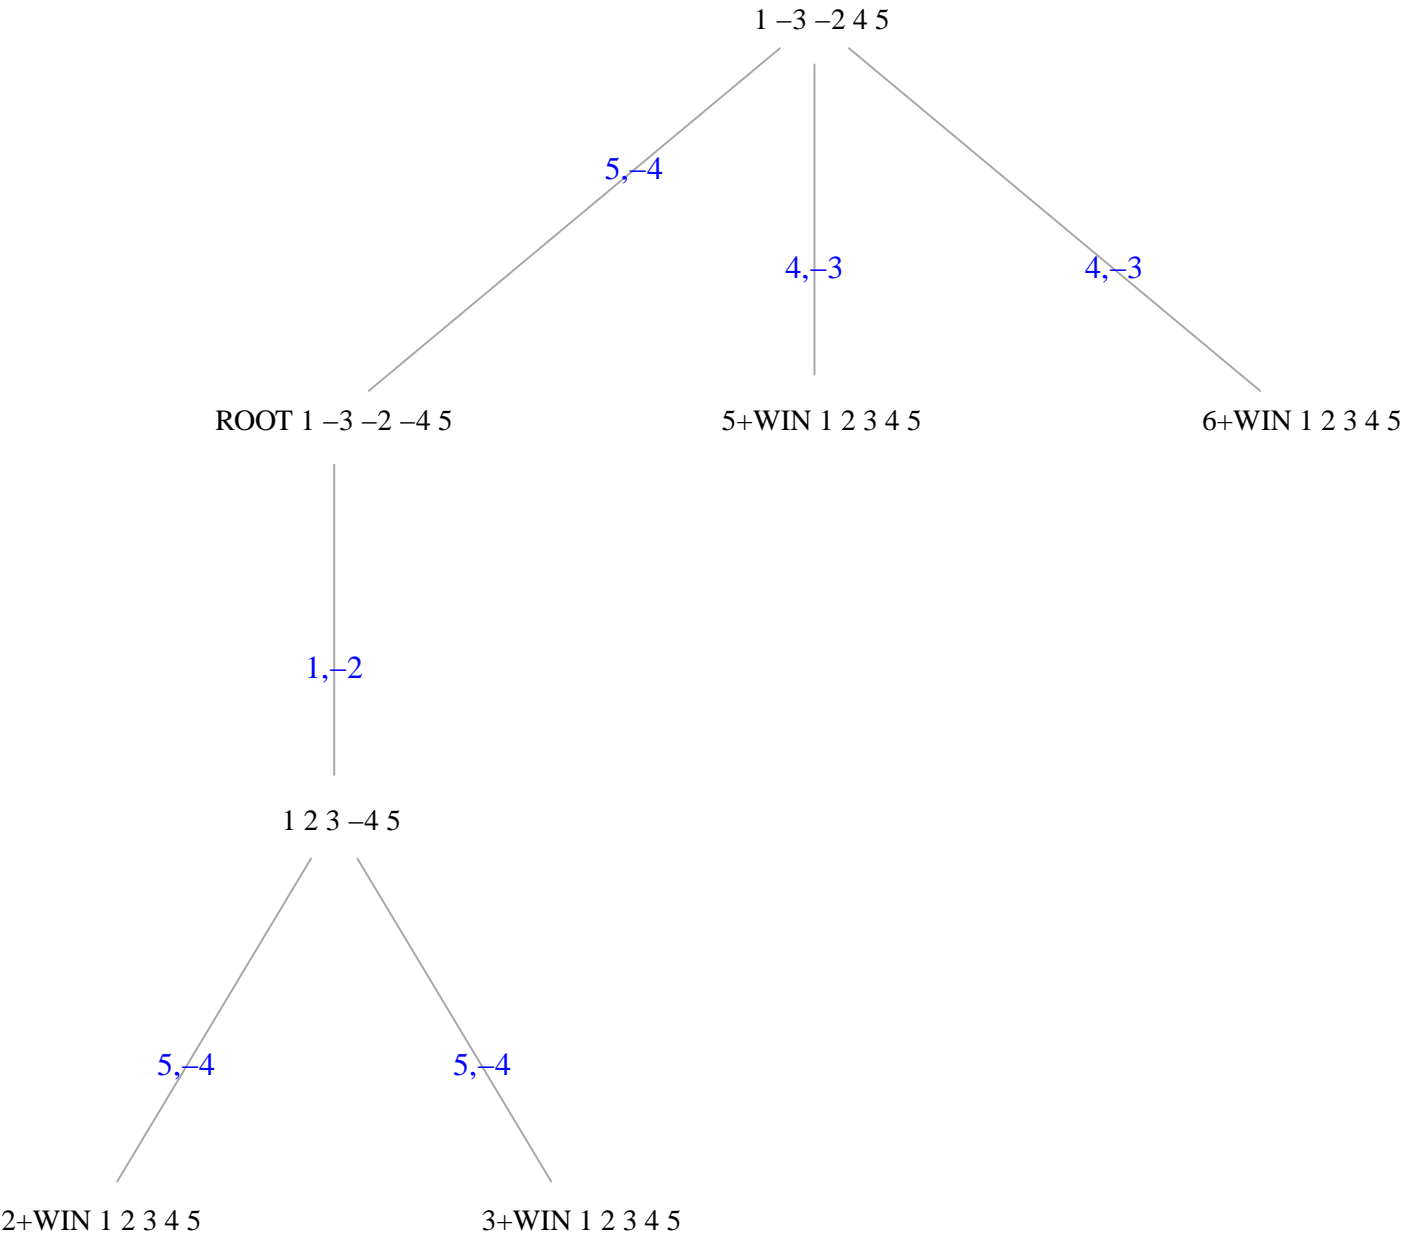 1 –3 –2 4 5
5,–4
4,–3
4,–3
ROOT 1 –3 –2 –4 5
5+WIN 1 2 3 4 5
6+WIN 1 2 3 4 5
1,–2
1 2 3 –4 5
5,–4
5,–4
2+WIN 1 2 3 4 5
3+WIN 1 2 3 4 5